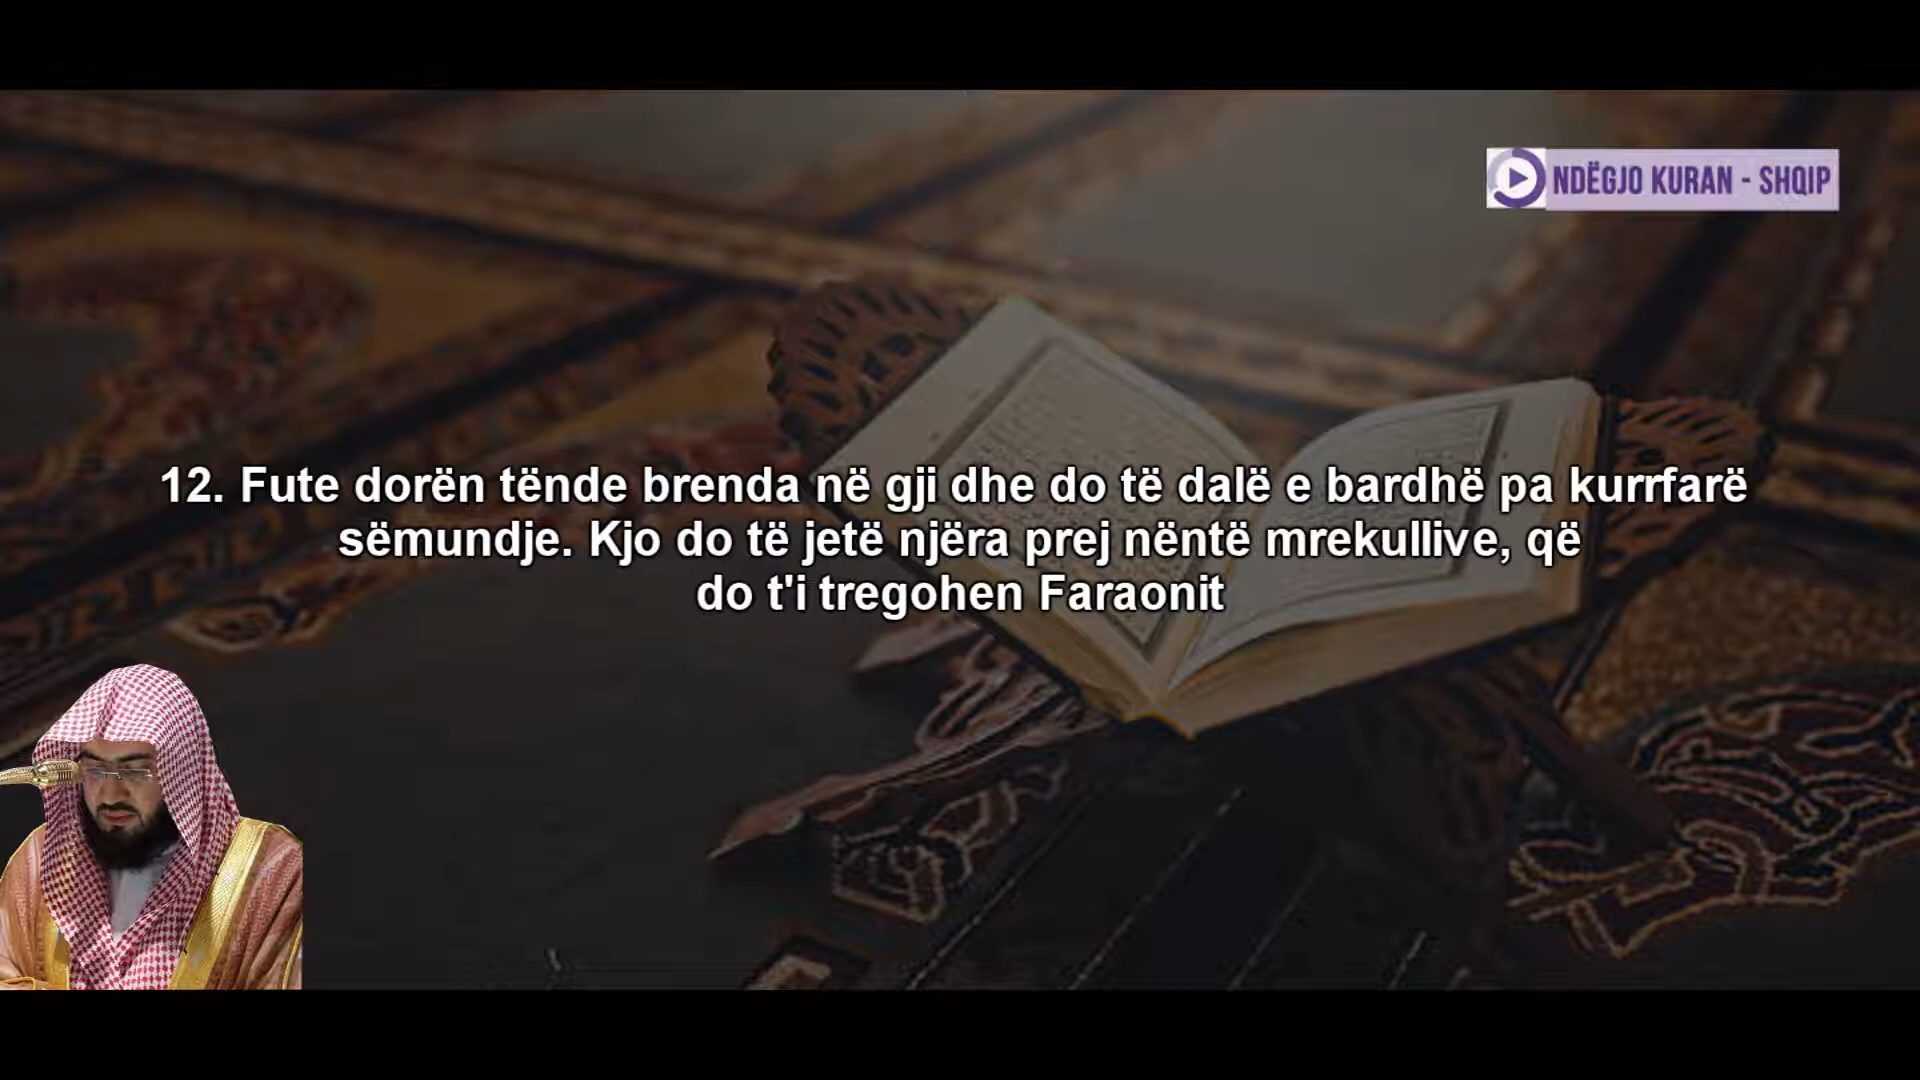 NDËGJO KURAN - SHQIP
12. Fute dorën tënde brenda në gji dhe do të dalë e bardhë pa kurrfarë
sëmundje. Kjo do të jetë njëra prej nëntë mrekullive, që
do t'i tregohen Faraonit